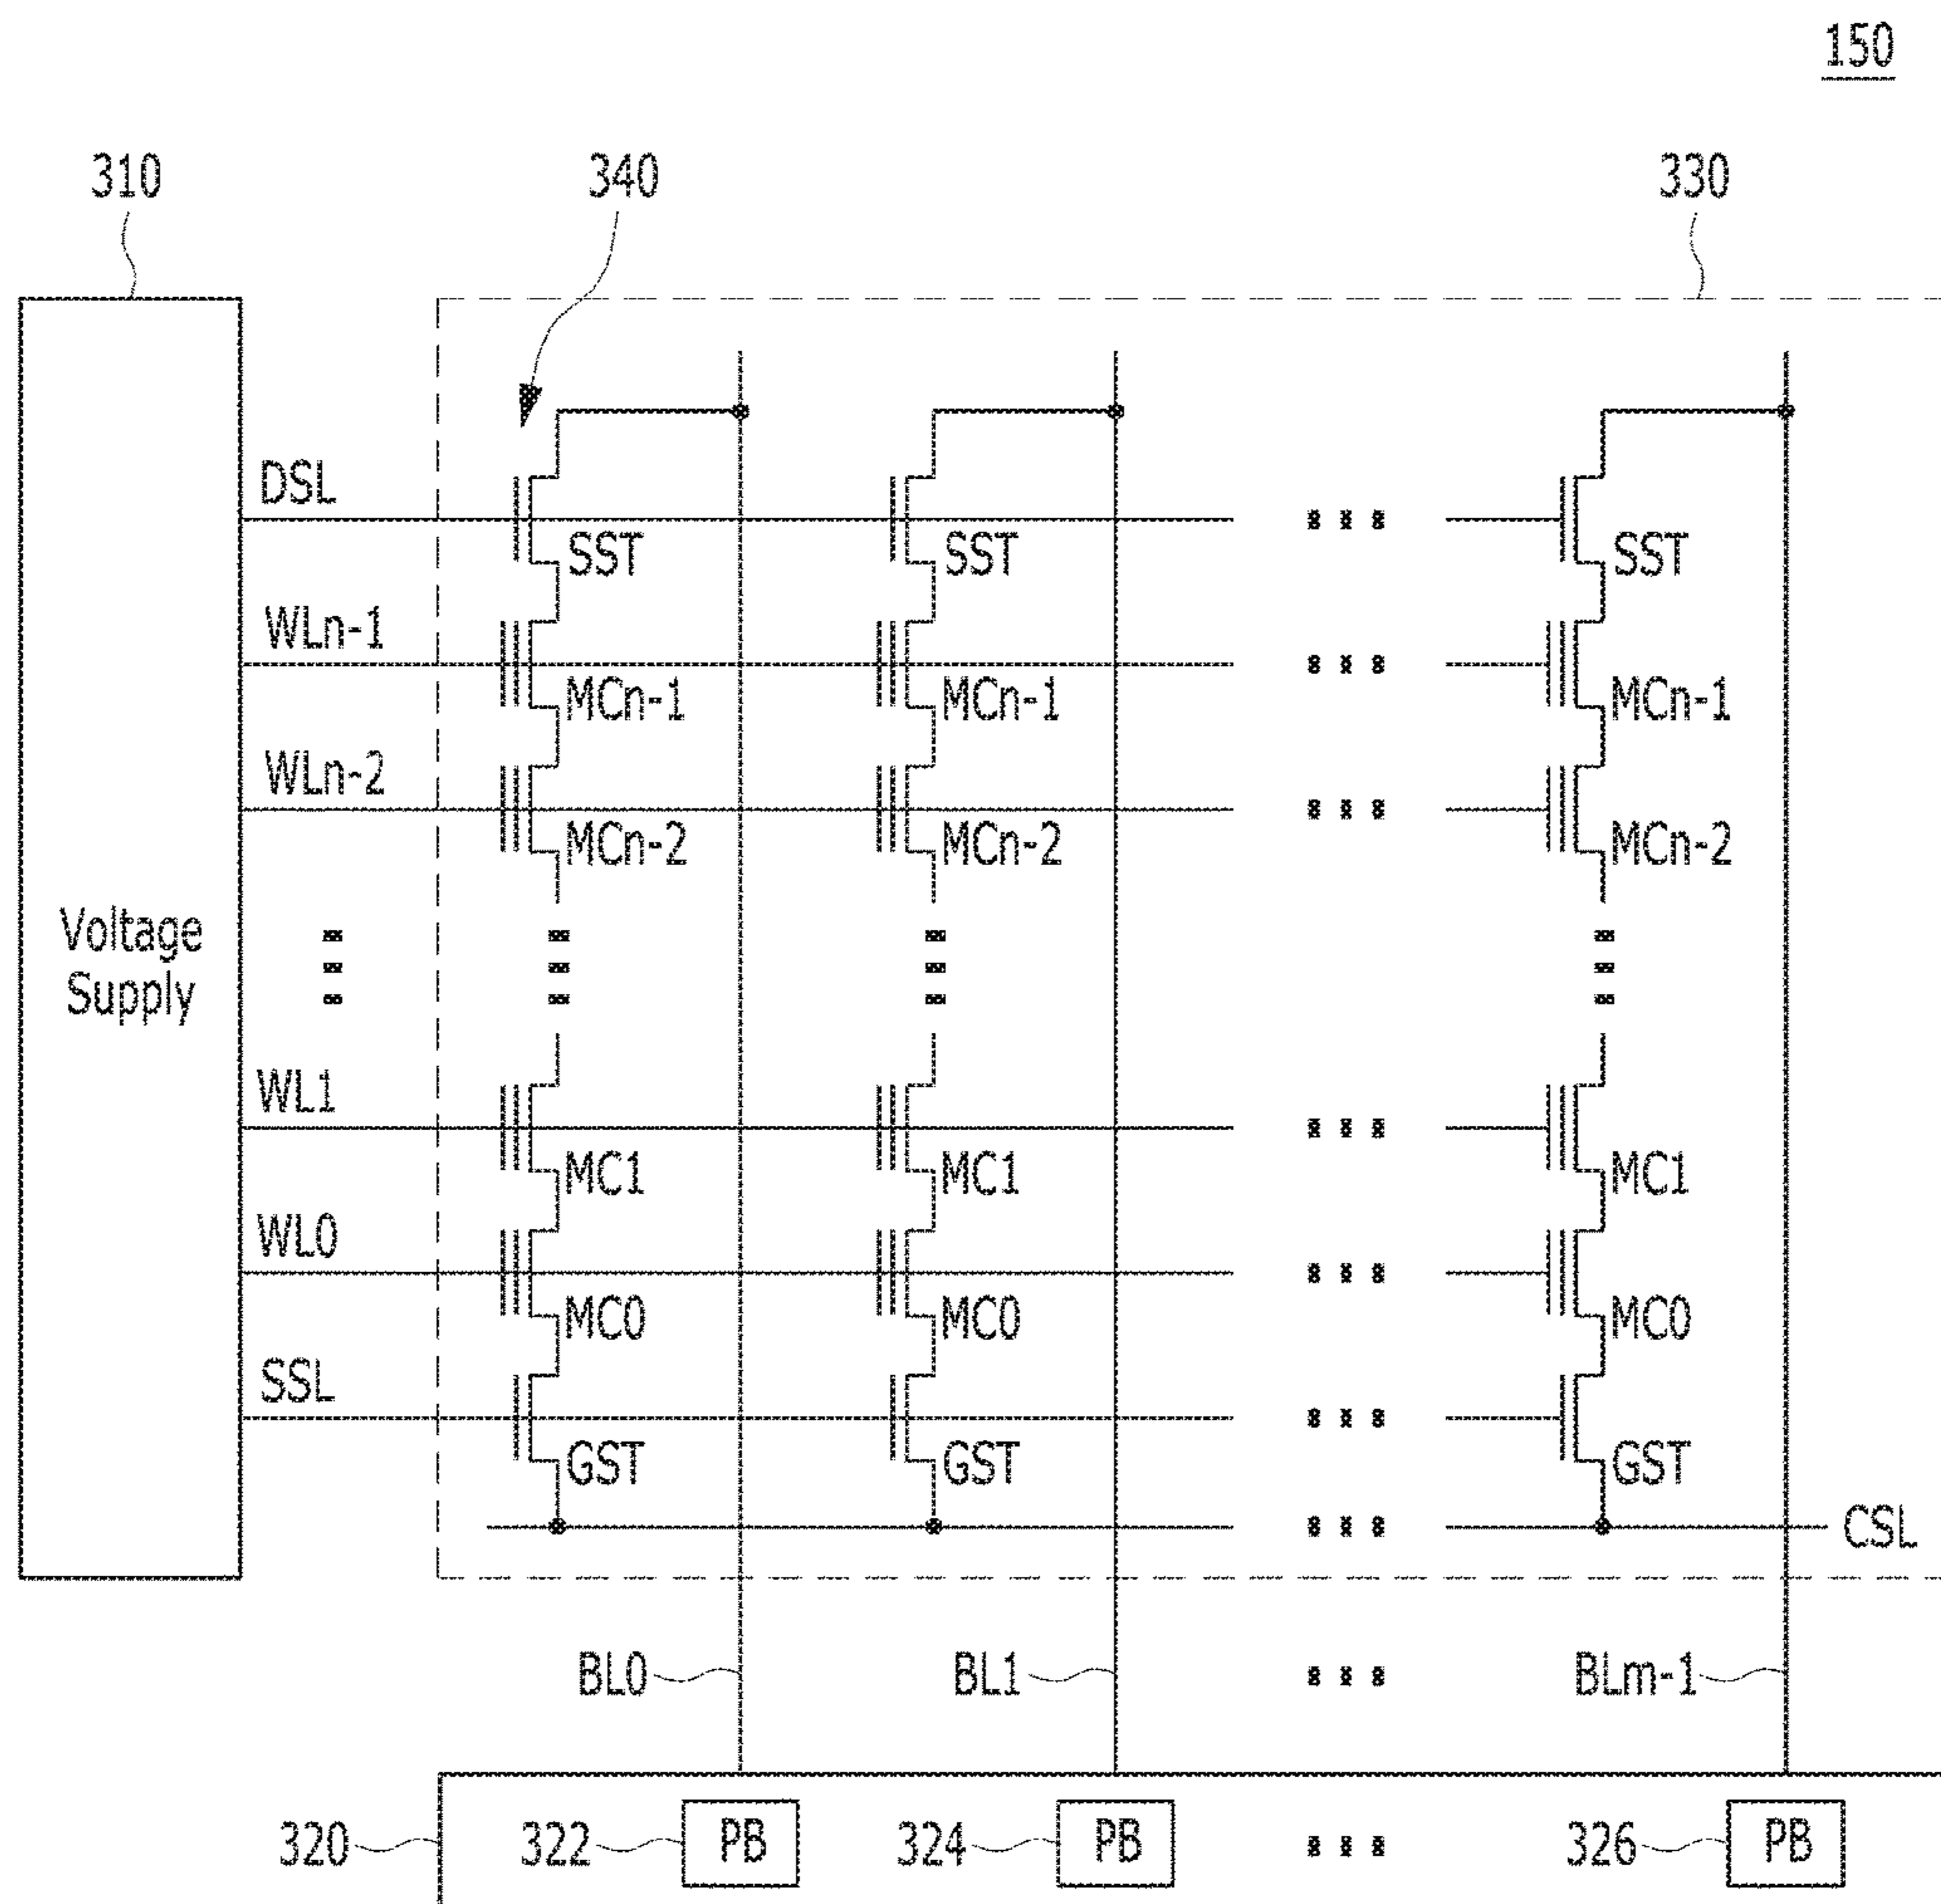 150
310
340
330
DSL
SST
SST
SST
WLn-1
MCn-1
MCn-1
MCn-1
WLn-2
MCn-2
MCn-2
MCn-2
Voltage
Supply
WL1
MC1
MC1
MC1
WL0
MC0
MC0
MC0
SSL
GST
GST
GST
CSL
BL0
BL1
BLm-1
320
322
PB
324
PB
326
PB